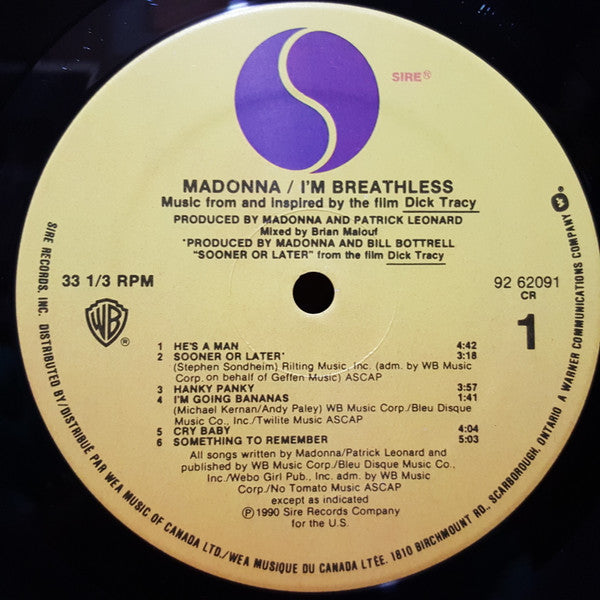 SIRE®
MADONNA / I'M BREATHLESS
Music from and inspired by the film Dick Tracy
PRODUCED BY MADONNA AND PATRICK LEONARD
Mixed by Brian Malouf
*PRODUCED BY MADONNA AND BILL BOTTRELL
"SOONER OR LATER" from the film Dick Tracy
33 1/3 RPM
92 62091
CR
WB®
1
1 HE'S A MAN 4:42
2 SOONER OR LATER* 3:18
(Stephen Sondheim) Rilting Music, Inc. (adm. by WB Music
Corp. on behalf of Geffen Music) ASCAP
3 HANKY PANKY 3:57
4 I'M GOING BANANAS 1:41
(Michael Kernan/Andy Paley) WB Music Corp./Bleu Disque
Music Co., Inc./Twilite Music ASCAP
5 CRY BABY 4:04
6 SOMETHING TO REMEMBER 5:03
All songs written by Madonna/Patrick Leonard and
published by WB Music Corp./Bleu Disque Music Co.,
Inc./Webo Girl Pub., Inc. adm. by WB Music
Corp./No Tomato Music ASCAP
except as indicated
Ⓟ1990 Sire Records Company
for the U.S.
SIRE RECORDS, INC. DISTRIBUTED BY/DISTRIBUÉ PAR WEA MUSIC OF CANADA LTD./WEA MUSIQUE DU CANADA LTÉE. 1810 BIRCHMOUNT RD., SCARBOROUGH, ONTARIO A WARNER COMMUNICATIONS COMPANY